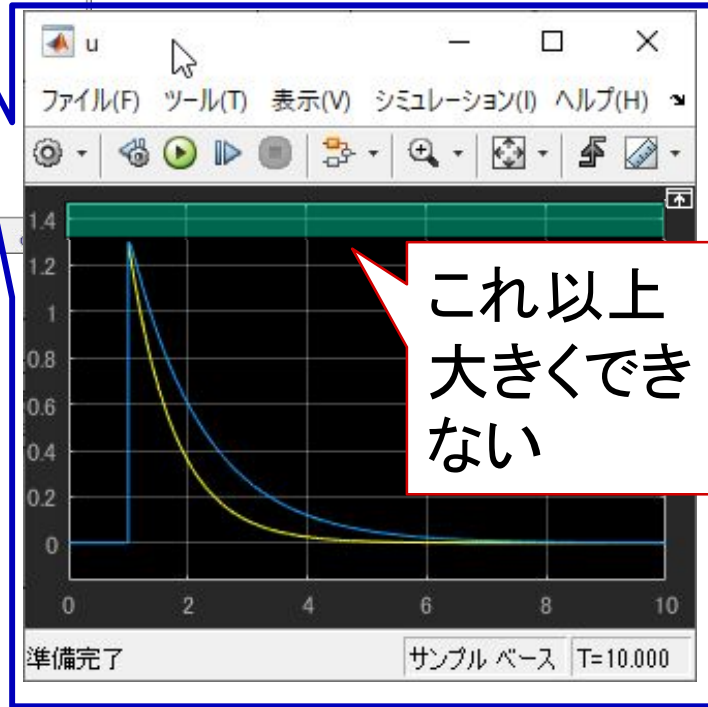 u
ファイル(F) ツール(T) 表示(V) シミュレーション(I) ヘルプ(H)
1.4
1.2
1
0.8
0.6
0.4
0.2
0
0 2 4 6 8 10
これ以上
大きくでき
ない
準備完了 サンプル ベース T=10.000